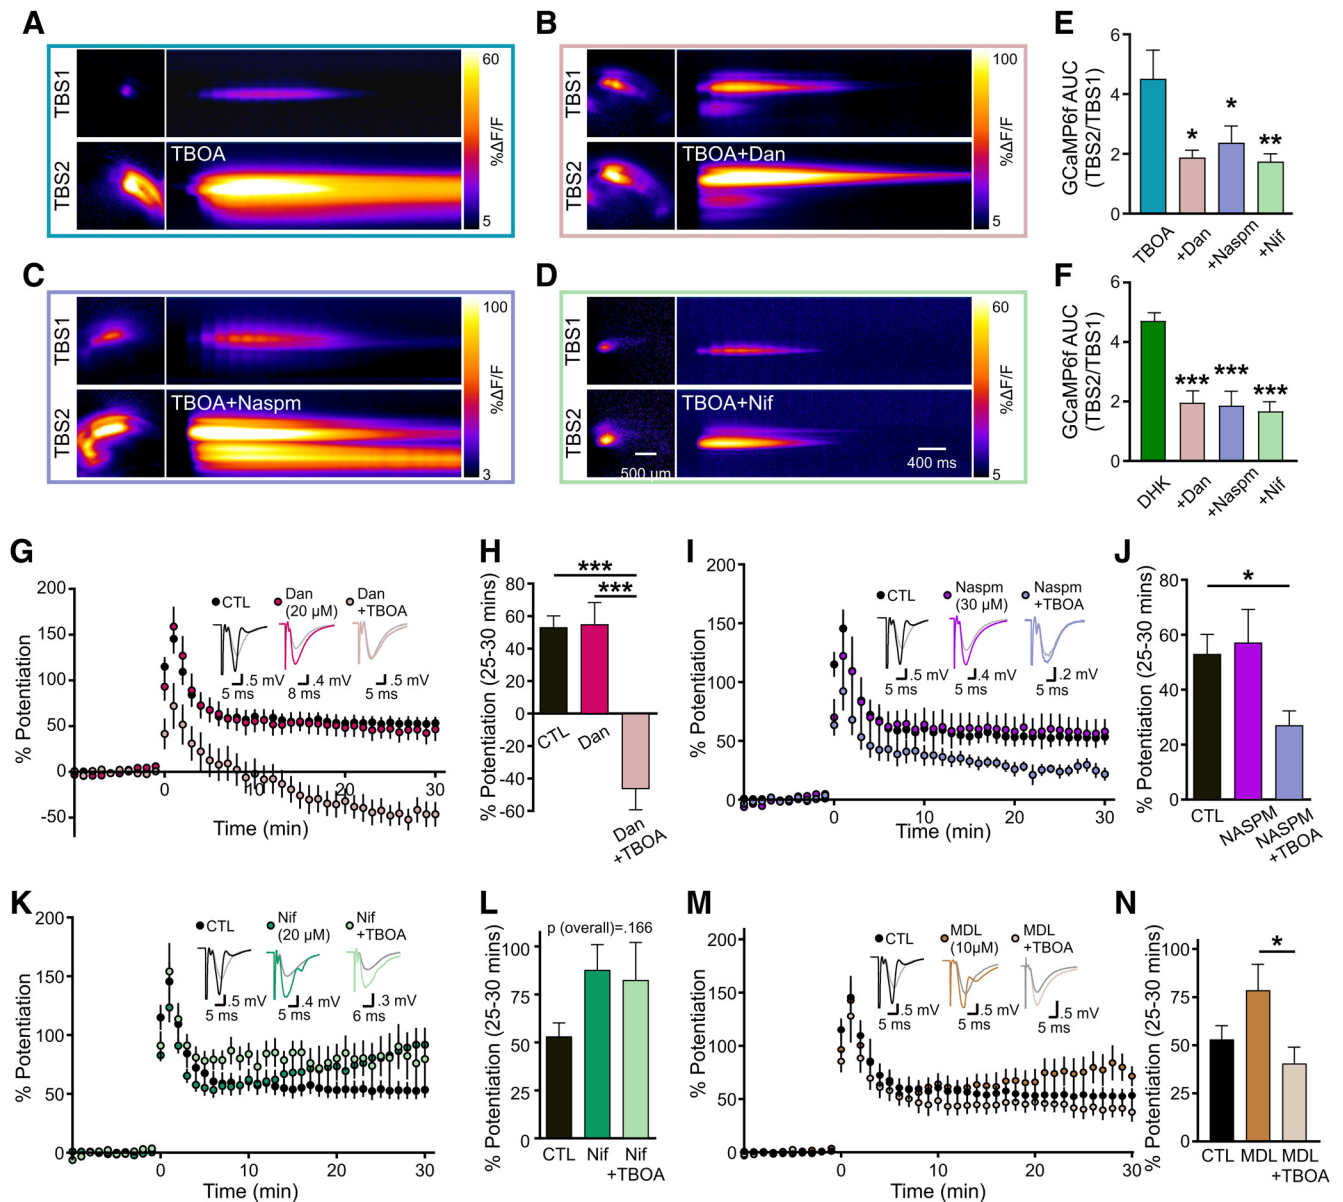 A
TBS1
TBS2
TBOA
60
%ΔF/F
5
B
TBS1
TBS2
TBOA+Dan
100
%ΔF/F
5
E
GCaMP6f AUC
(TBS2/TBS1)
6
4
2
0
*
*
**
TBOA
+Dan
+Naspm
+Nif
C
TBS1
TBS2
TBOA+Naspm
100
%ΔF/F
3
D
TBS1
TBS2
TBOA+Nif
500 µm
400 ms
60
%ΔF/F
5
F
GCaMP6f AUC
(TBS2/TBS1)
6
4
2
0
***
***
***
DHK
+Dan
+Naspm
+Nif
G
% Potentiation
200
150
100
50
0
-50
CTL
Dan
(20 µM)
Dan
+TBOA
.5 mV
5 ms
.4 mV
8 ms
.5 mV
5 ms
0
10
20
30
Time (min)
H
% Potentiation (25-30 mins)
80
60
40
20
0
-20
-40
-60
***
***
CTL
Dan
Dan
+TBOA
I
% Potentiation
200
150
100
50
0
CTL
Naspm
(30 µM)
Naspm
+TBOA
.5 mV
5 ms
.4 mV
5 ms
.2 mV
5 ms
0
10
20
30
Time (min)
J
% Potentiation (25-30 mins)
80
60
40
20
0
*
CTL
NASPM
NASPM
+TBOA
K
% Potentiation
200
150
100
50
0
CTL
Nif
(20 µM)
Nif
+TBOA
.5 mV
5 ms
.4 mV
5 ms
.3 mV
6 ms
0
10
20
30
Time (min)
L
% Potentiation (25-30 mins)
p (overall)=.166
100
75
50
25
0
CTL
Nif
Nif
+TBOA
M
% Potentiation
200
150
100
50
0
CTL
MDL
(10µM)
MDL
+TBOA
.5 mV
5 ms
.5 mV
5 ms
.5 mV
5 ms
0
10
20
30
Time (min)
N
% Potentiation (25-30 mins)
100
75
50
25
0
*
CTL
MDL
MDL
+TBOA